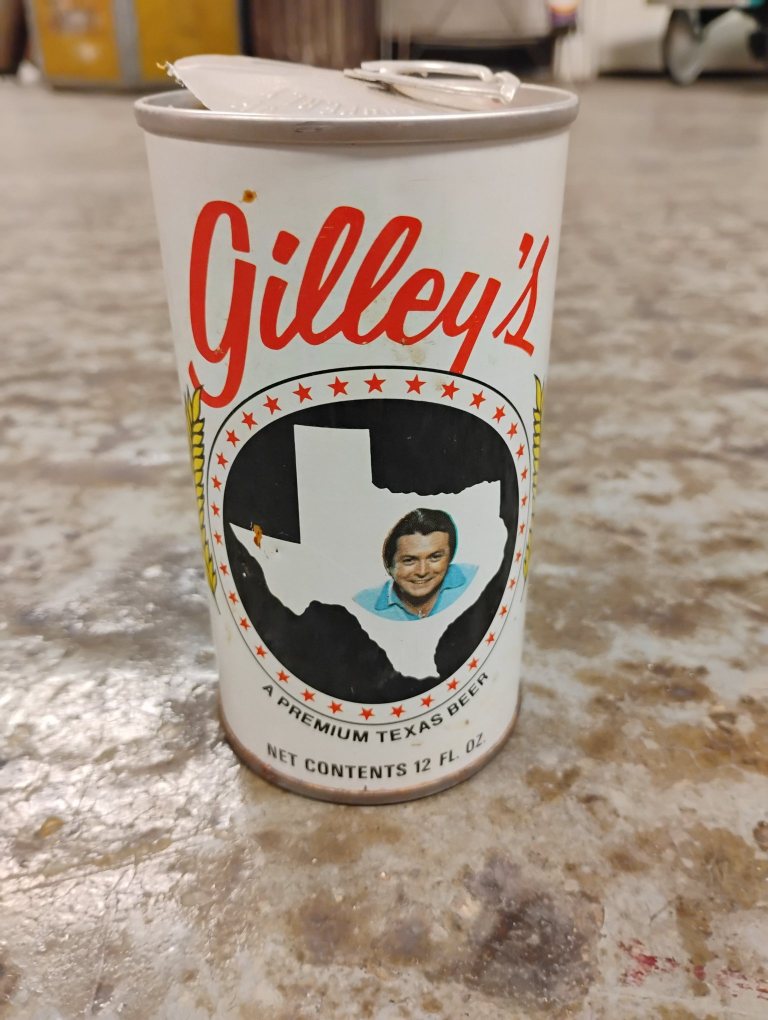 Gilley's
A PREMIUM TEXAS BEER
NET CONTENTS 12 FL. OZ.